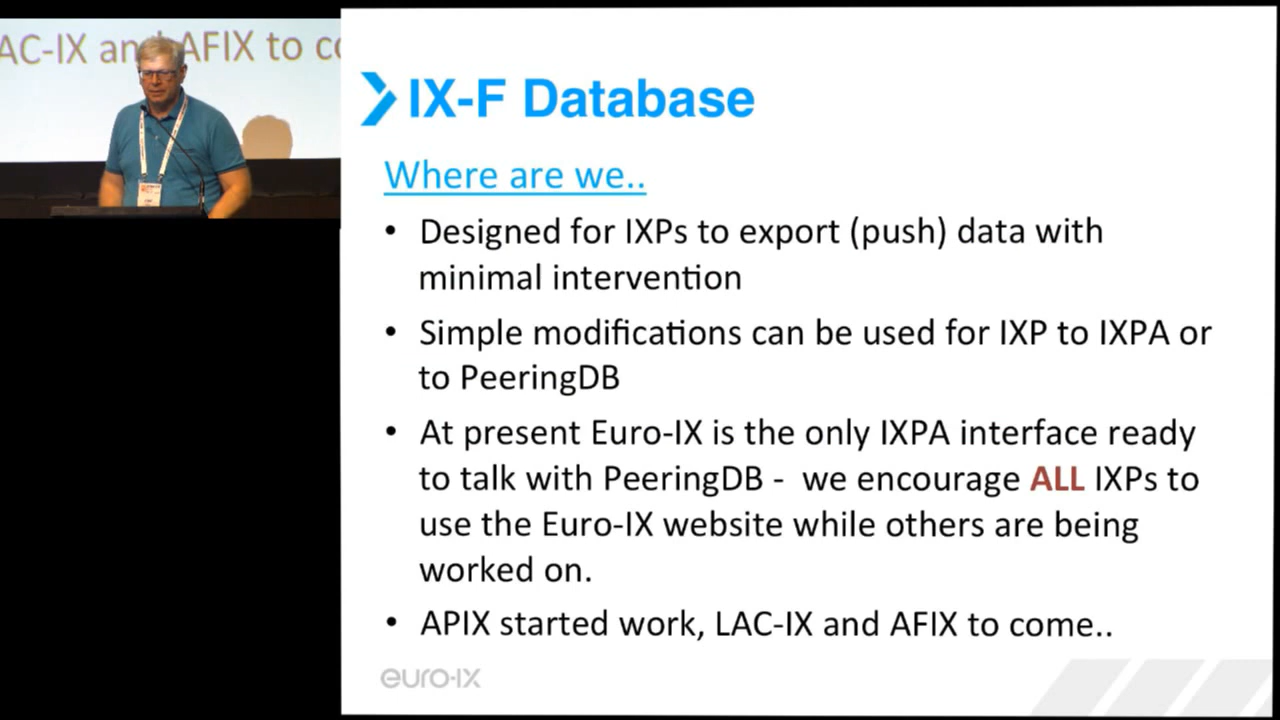 AC-IX and AFIX to co
IX-F Database
Where are we..
• Designed for IXPs to export (push) data with
minimal intervention
• Simple modifications can be used for IXP to IXPA or
to PeeringDB
• At present Euro-IX is the only IXPA interface ready
to talk with PeeringDB - we encourage ALL IXPs to
use the Euro-IX website while others are being
worked on.
• APIX started work, LAC-IX and AFIX to come..
euro-ix